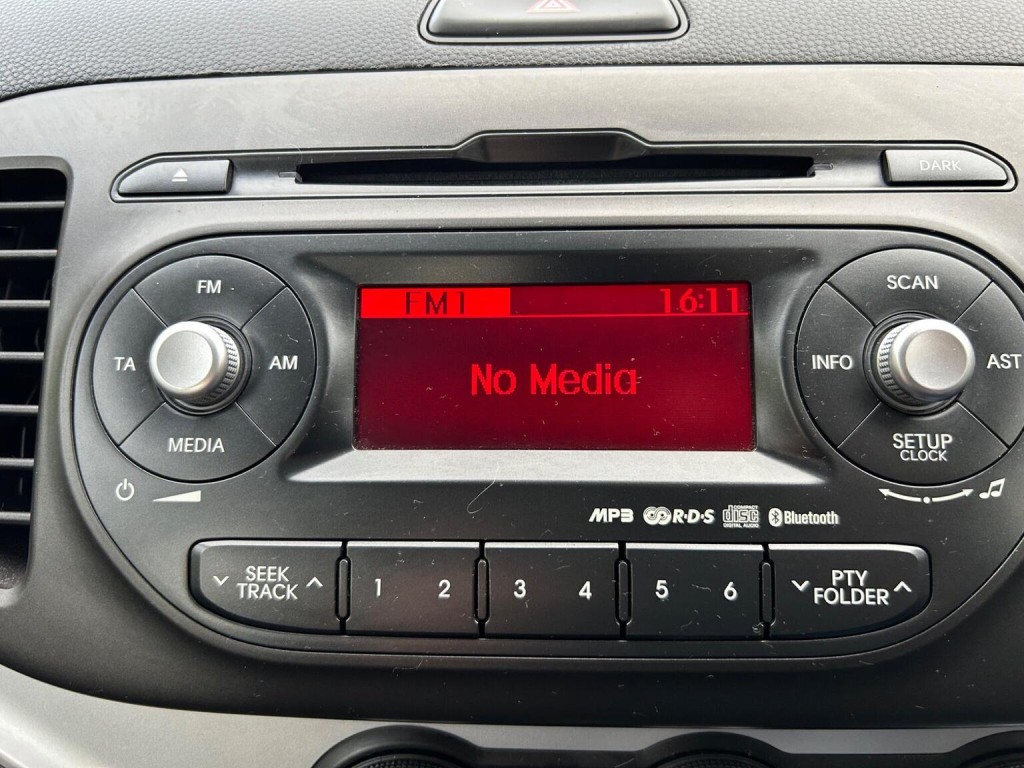 DARK
FM
TA
AM
MEDIA
FM1 16:11
No Media
SCAN
INFO
AST
SETUP
CLOCK
MP3 R·D·S COMPACT disc DIGITAL AUDIO Bluetooth
SEEK
TRACK
1 2 3 4 5 6
PTY
FOLDER